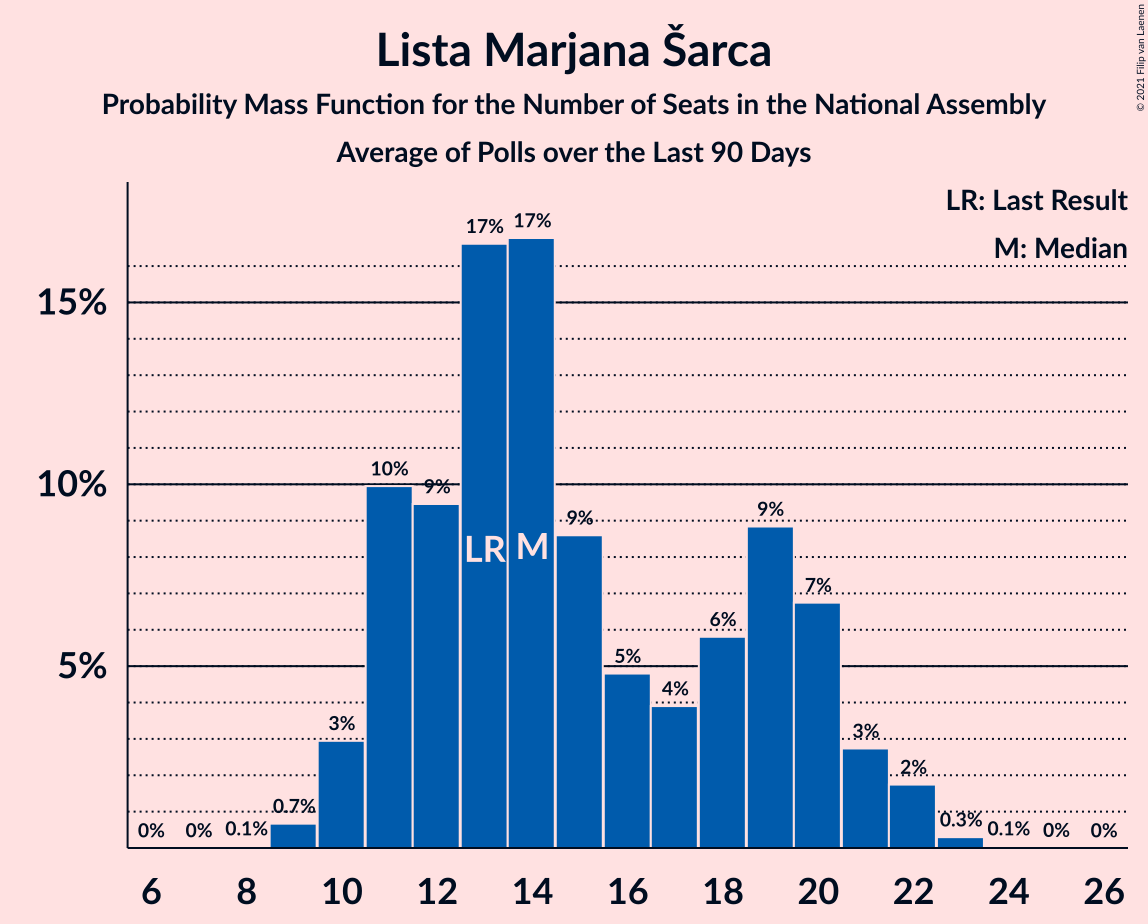 Lista Marjana Šarca
Probability Mass Function for the Number of Seats in the National Assembly
Average of Polls over the Last 90 Days
© 2021 Filip van Laenen
LR: Last Result
M: Median
15%
10%
5%
0%
0%
0.1%
0.7%
3%
10%
9%
17%
17%
9%
5%
4%
6%
9%
7%
3%
2%
0.3%
0.1%
0%
0%
LR
M
6 8 10 12 14 16 18 20 22 24 26